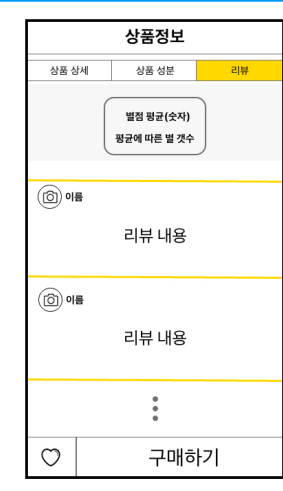 상품정보
상품 상세 상품 성분 리뷰
별점 평균(숫자)
평균에 따른 별 갯수
이름
리뷰 내용
이름
리뷰 내용
구매하기